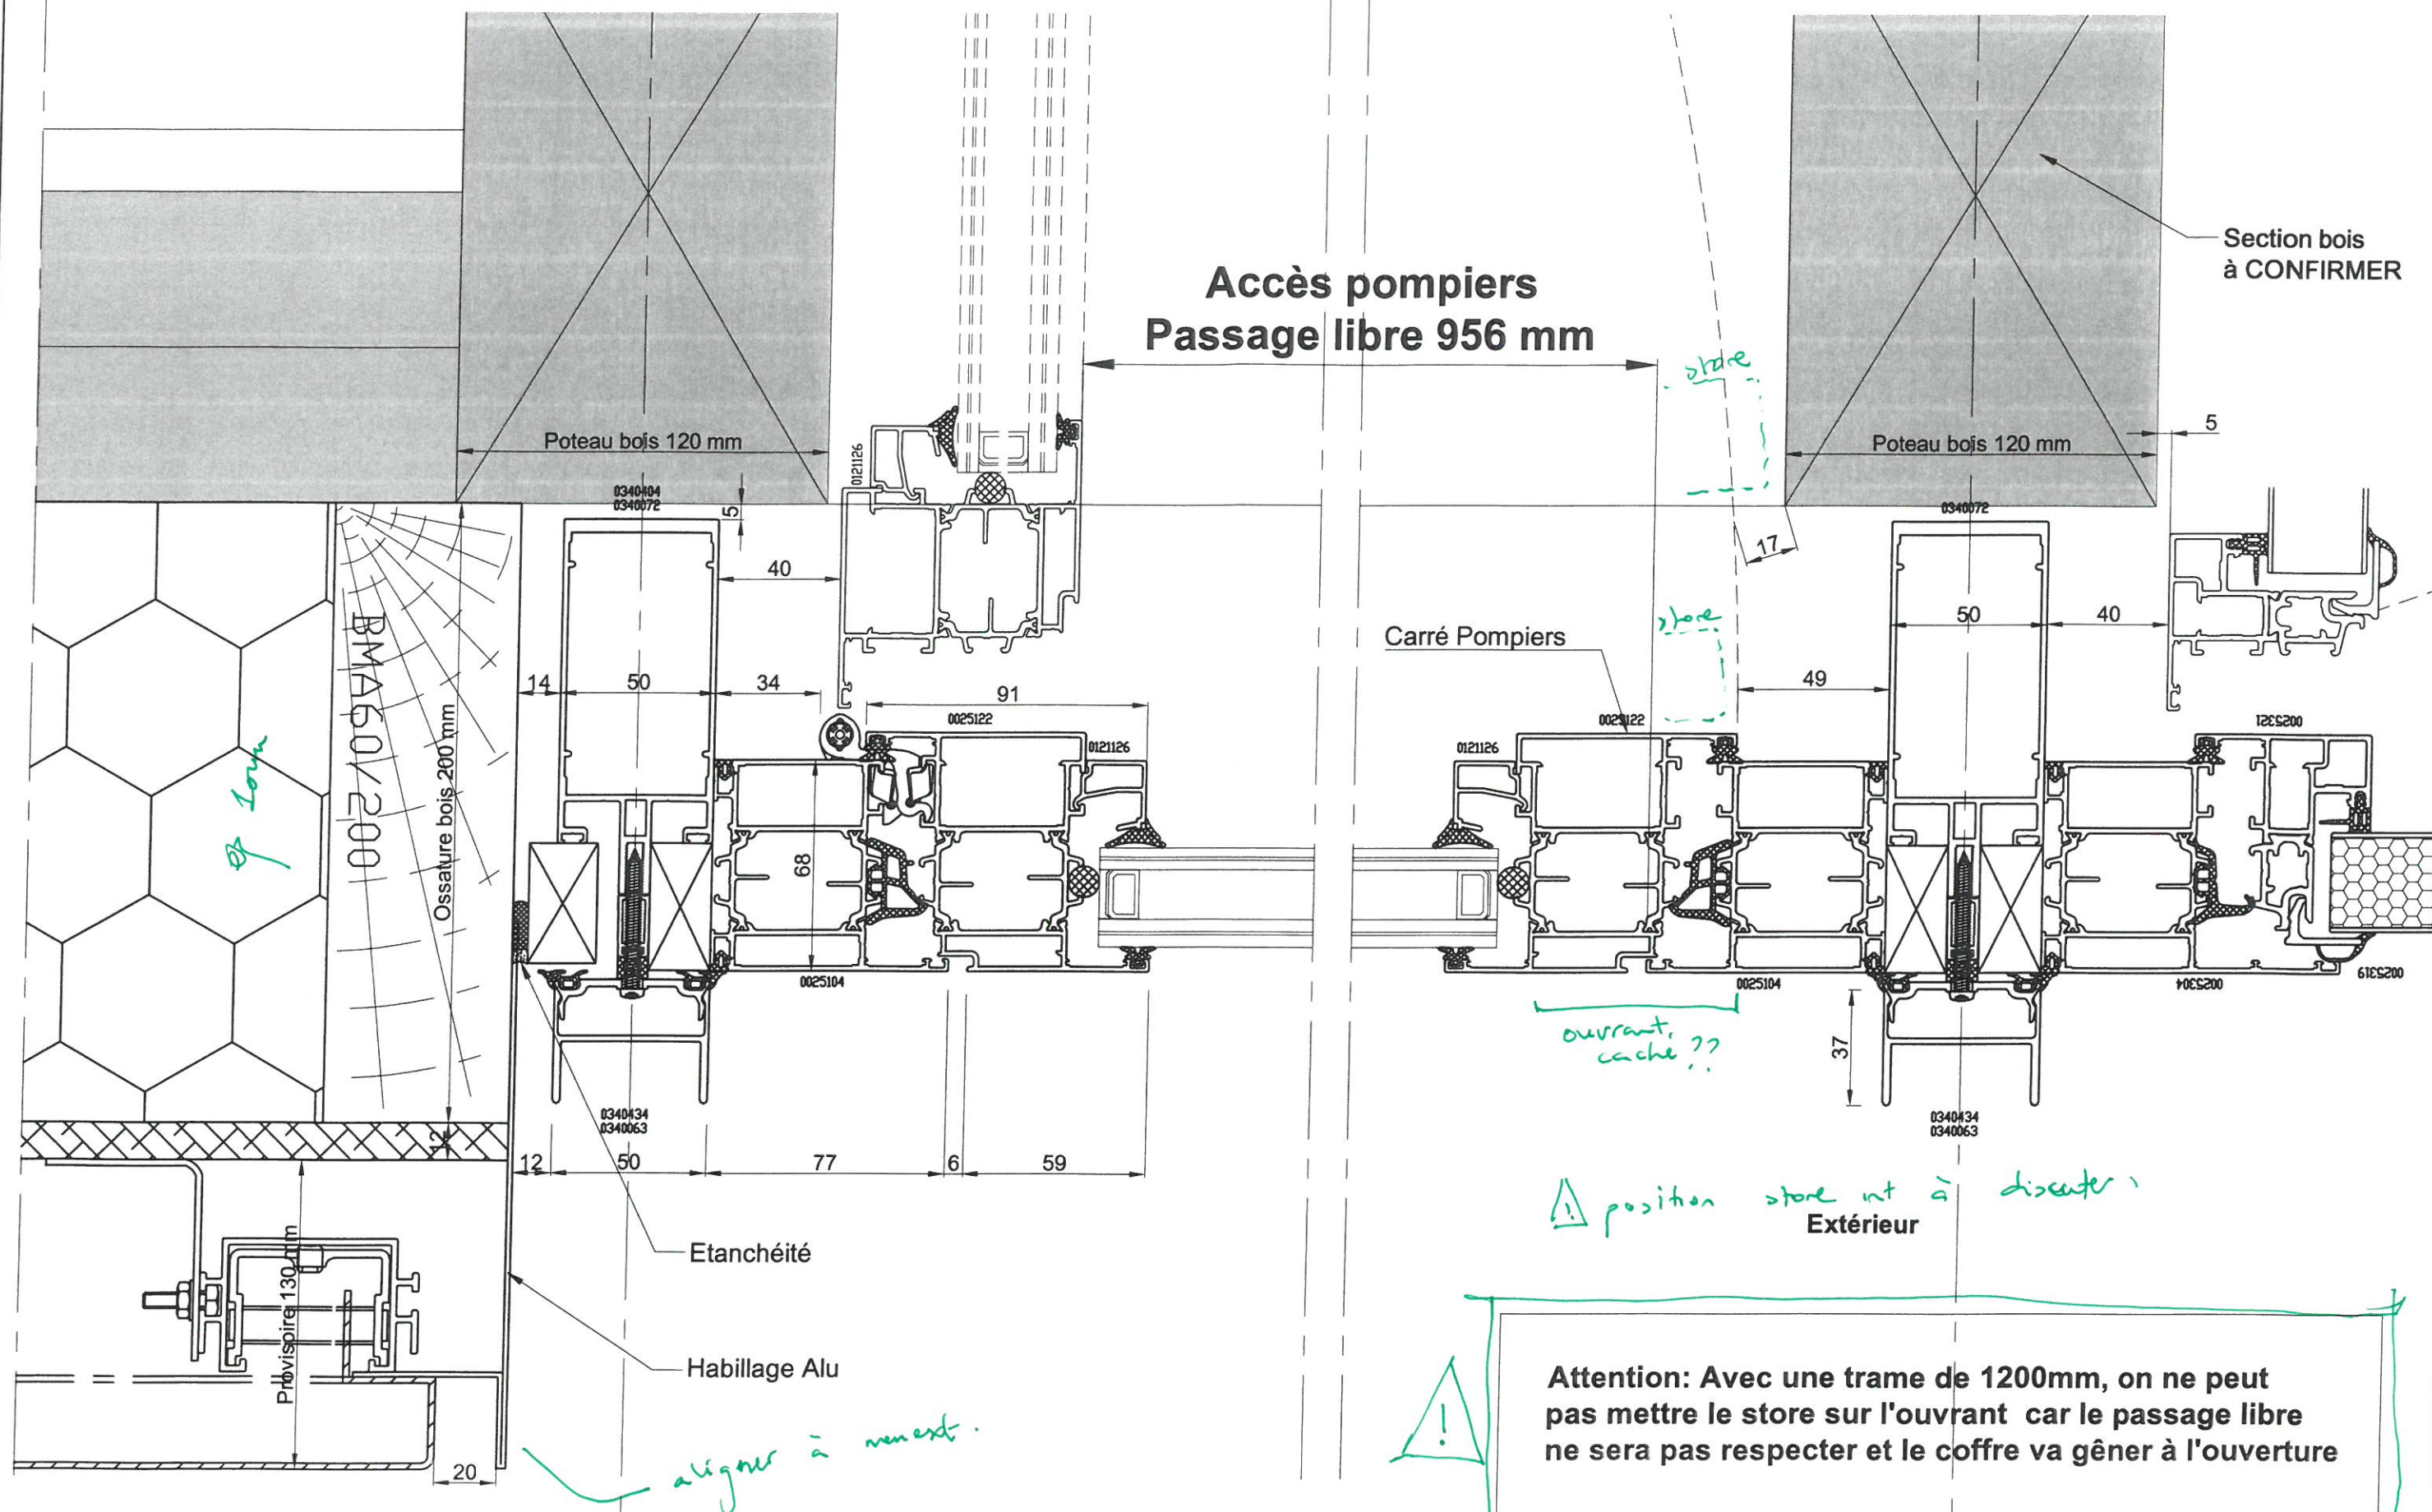 Section bois
à CONFIRMER
Accès pompiers
Passage libre 956 mm
store
5
Poteau bois 120 mm
Poteau bois 120 mm
0121126
0340404
0340072
5
0340072
17
40
50
40
store
Carré Pompiers
14
50
34
91
49
BMA60/200
Ossature bois 200 mm
0025122
0121126
0121126
0025122
0025321
68
0025104
0025104
0025304
0025319
ouvrant
caché ??
37
0340434
0340063
0340434
0340063
12
12
50
77
6
59
position store int à discuter
Extérieur
Etanchéité
Provisoire 130 mm
Habillage Alu
Attention: Avec une trame de 1200mm, on ne peut
pas mettre le store sur l'ouvrant car le passage libre
ne sera pas respecter et le coffre va gêner à l'ouverture
!
20
aligner à